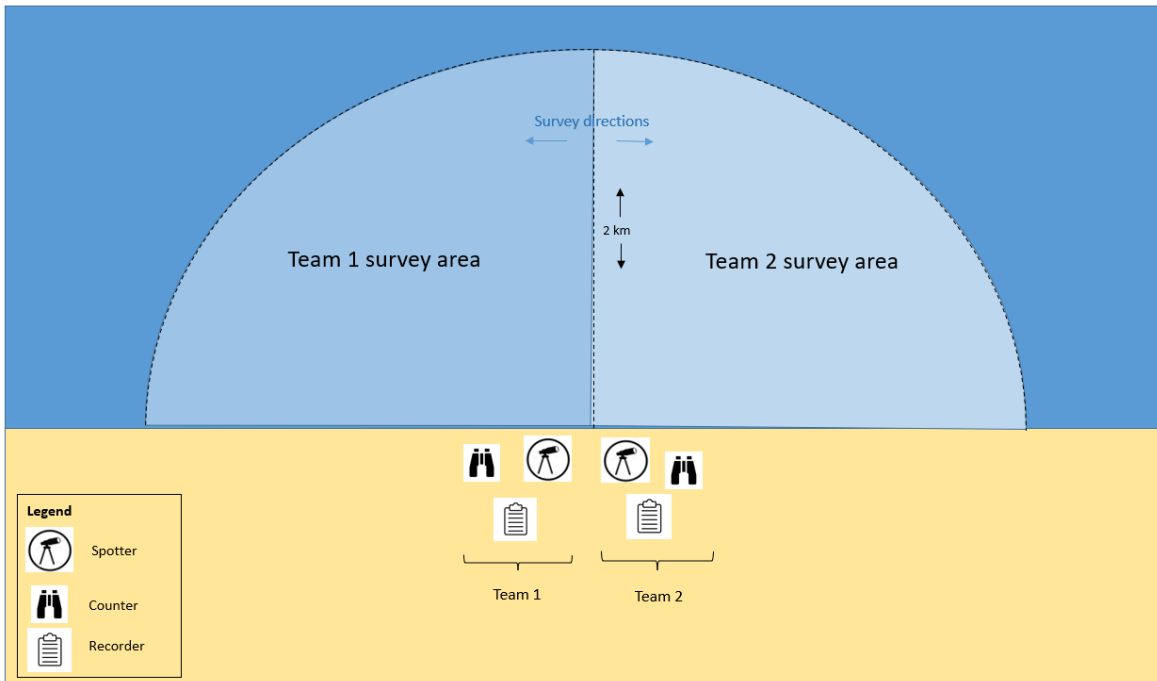 Survey directions
2 km
Team 1 survey area
Team 2 survey area
Legend
Spotter
Counter
Recorder
Team 1
Team 2